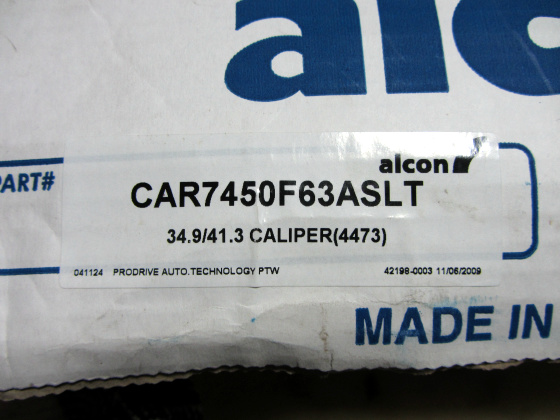 alcon
PART#
alcon
CAR7450F63ASLT
34.9/41.3 CALIPER(4473)
041124 PRODRIVE AUTO.TECHNOLOGY PTW 42198-0003 11/06/2009
MADE IN